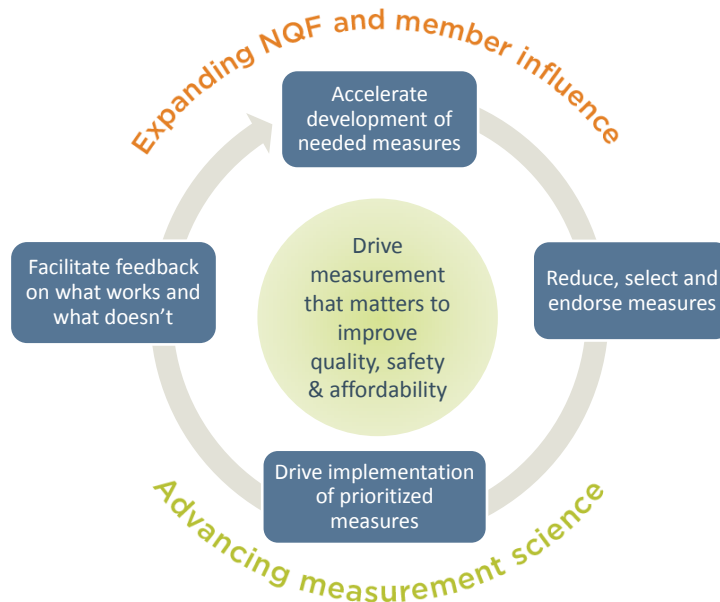 Expanding NQF and member influence
Accelerate
development of
needed measures
Facilitate feedback
on what works and
what doesn’t
Drive
measurement
that matters to
improve
quality, safety
& affordability
Reduce, select and
endorse measures
Drive implementation
of prioritized
measures
Advancing measurement science